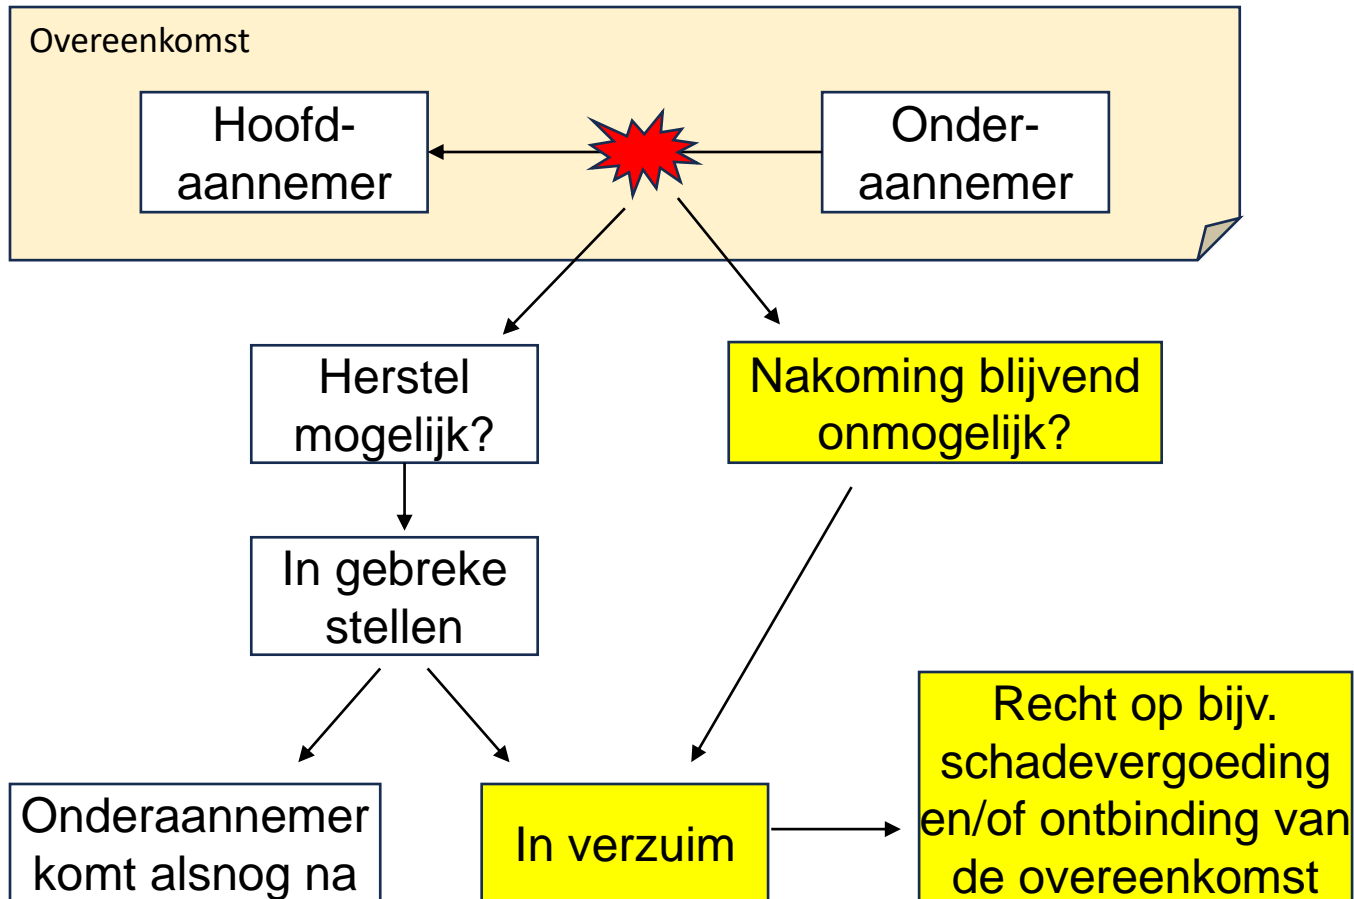 Overeenkomst
Hoofd-
aannemer
Onder-
aannemer
Herstel
mogelijk?
Nakoming blijvend
onmogelijk?
In gebreke
stellen
Onderaannemer
komt alsnog na
In verzuim
Recht op bijv.
schadevergoeding
en/of ontbinding van
de overeenkomst